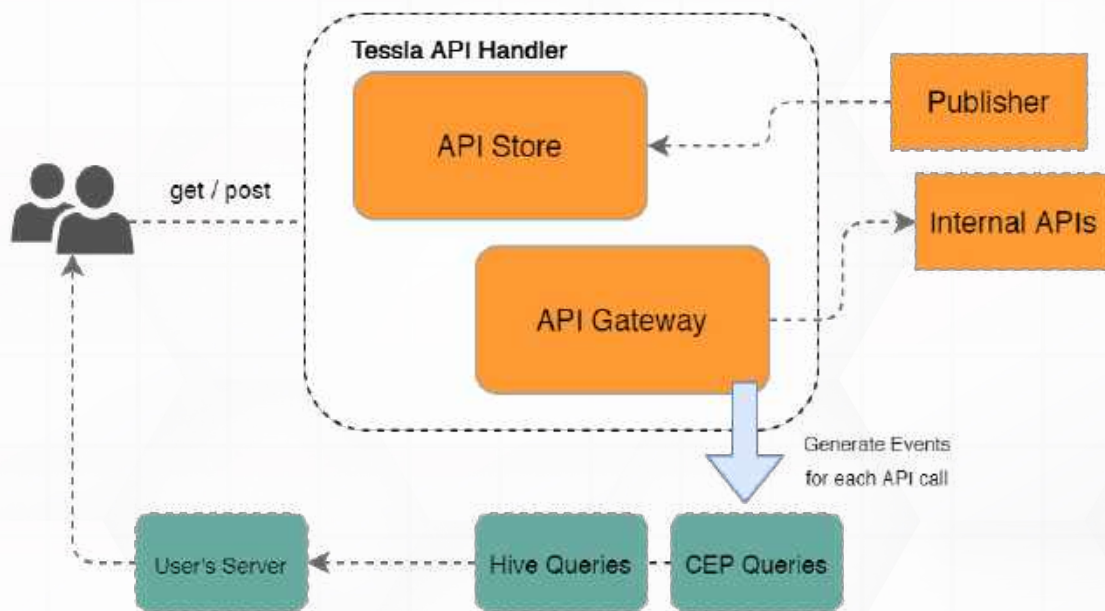 Tessla API Handler
API Store
Publisher
get / post
Internal APIs
API Gateway
Generate Events
for each API call
User's Server
Hive Queries
CEP Queries